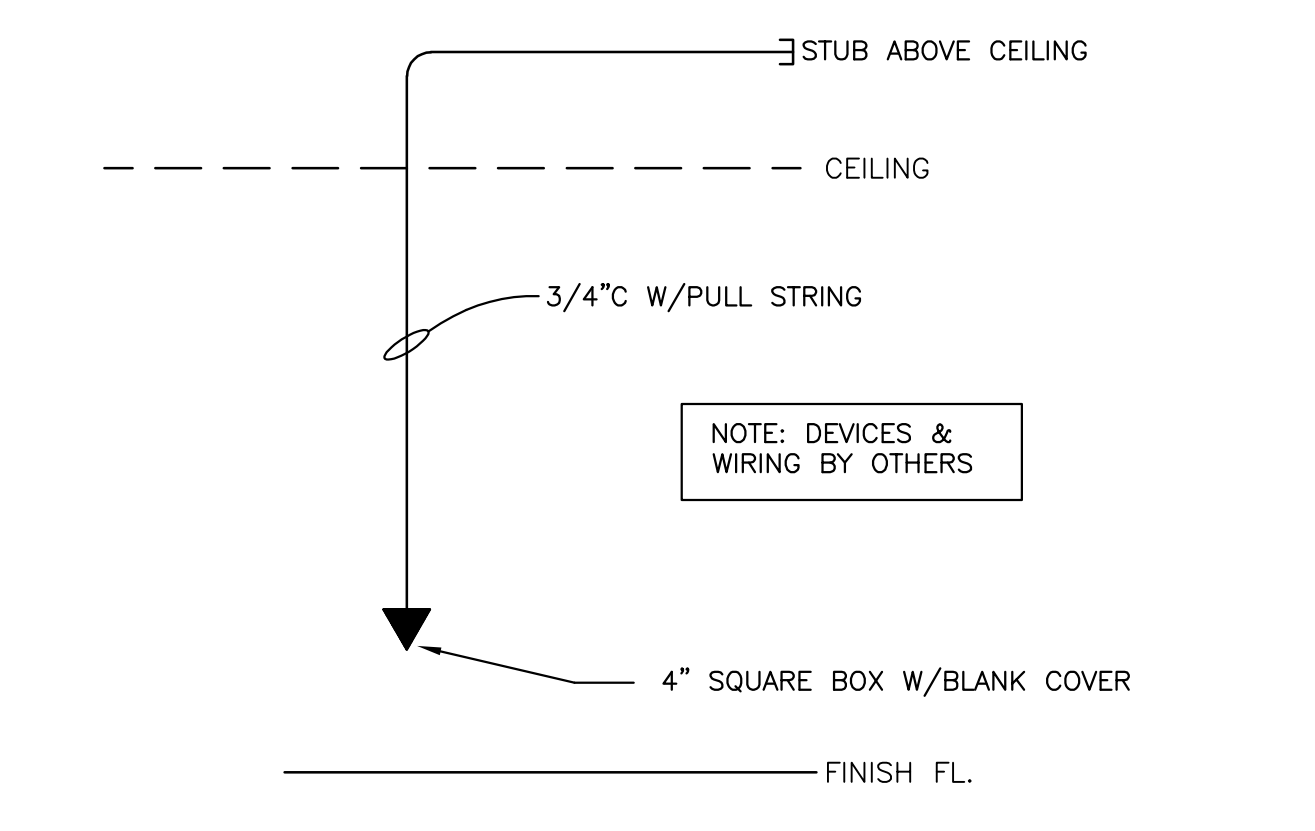 STUB ABOVE CEILING
CEILING
3/4"C W/PULL STRING
NOTE: DEVICES &
WIRING BY OTHERS
4" SQUARE BOX W/BLANK COVER
FINISH FL.